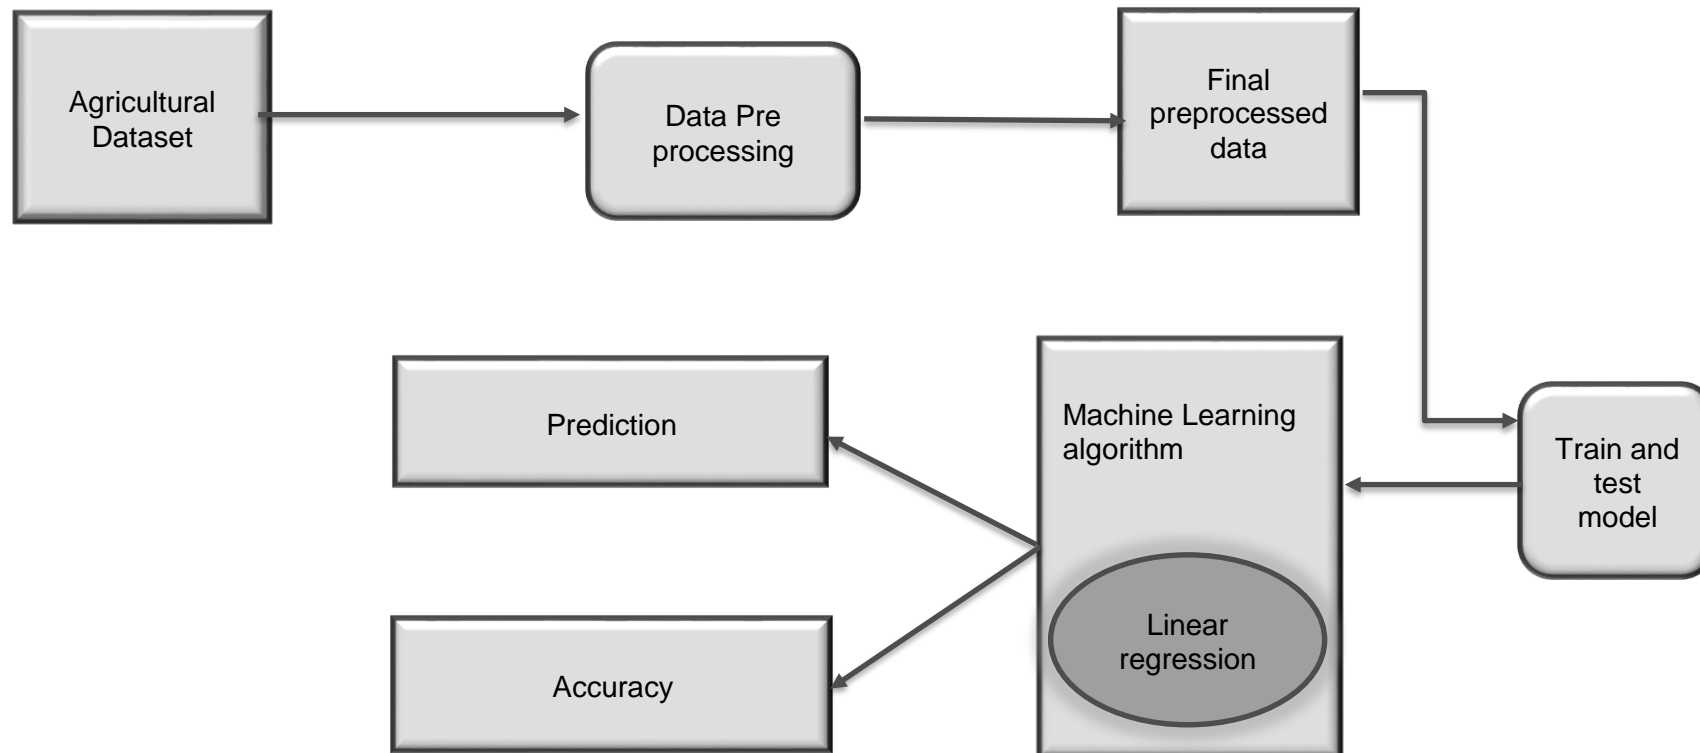 Agricultural
Dataset
Data Pre
processing
Final
preprocessed
data
Train and
test
model
Machine Learning
algorithm
Linear
regression
Prediction
Accuracy